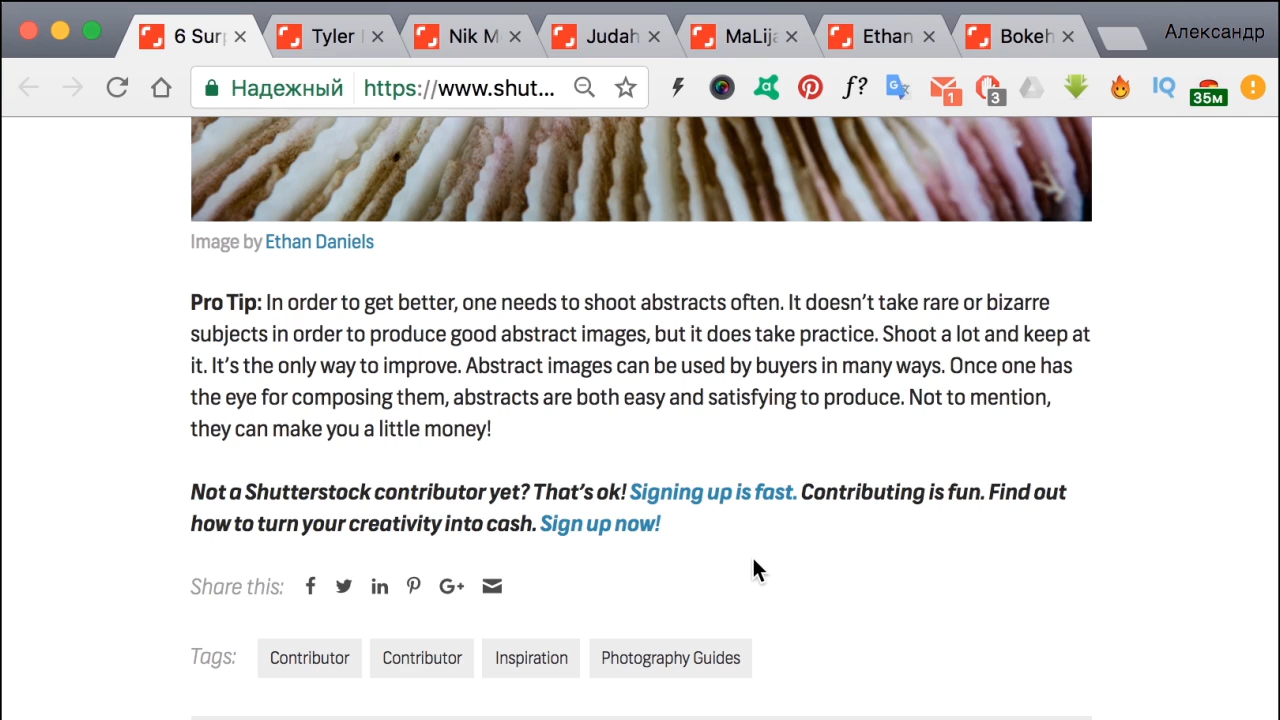 6 Sur
Tyler
Nik M
Judah
MaLija
Ethan
Bokeh
Александр
Надежный
https://www.shut...
f?
1
3
IQ
35м
Image by Ethan Daniels
Pro Tip: In order to get better, one needs to shoot abstracts often. It doesn’t take rare or bizarre
subjects in order to produce good abstract images, but it does take practice. Shoot a lot and keep at
it. It’s the only way to improve. Abstract images can be used by buyers in many ways. Once one has
the eye for composing them, abstracts are both easy and satisfying to produce. Not to mention,
they can make you a little money!
Not a Shutterstock contributor yet? That’s ok! Signing up is fast. Contributing is fun. Find out
how to turn your creativity into cash. Sign up now!
Share this:
G+
Tags:
Contributor
Contributor
Inspiration
Photography Guides